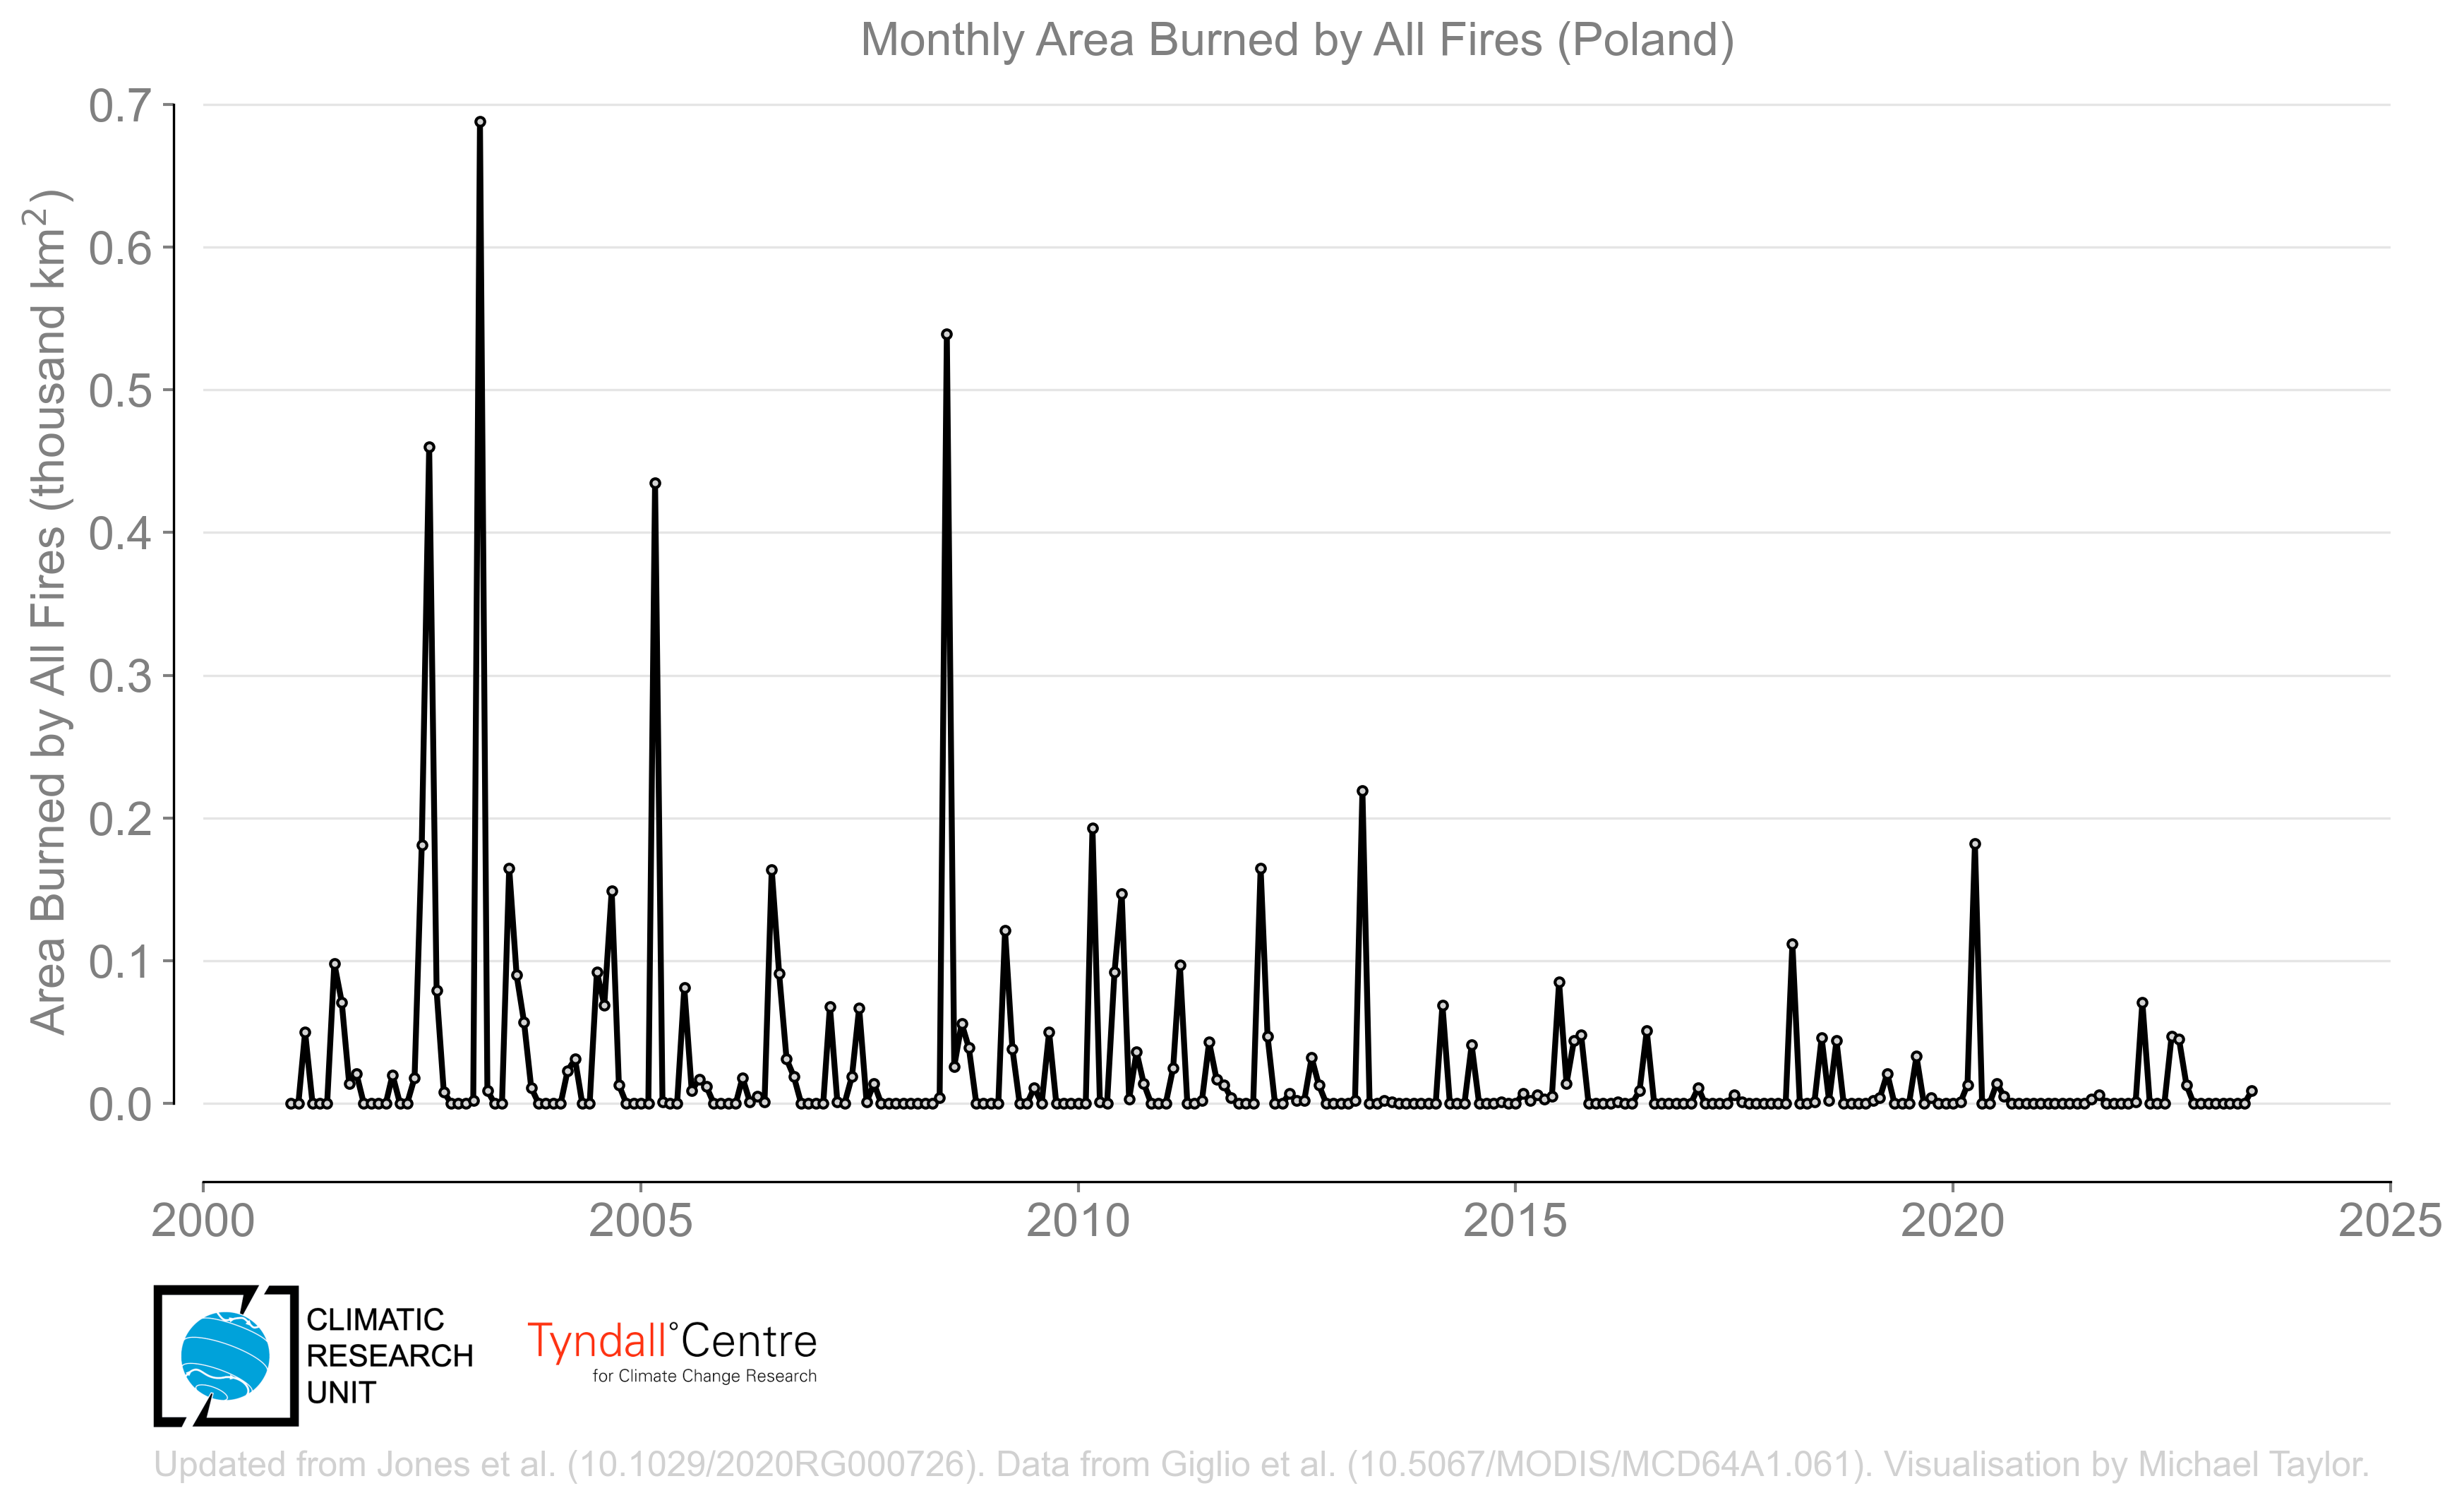 Monthly Area Burned by All Fires (Poland)
Area Burned by All Fires (thousand km²)
0.7
0.6
0.5
0.4
0.3
0.2
0.1
0.0
2000 2005 2010 2015 2020 2025
CLIMATIC
RESEARCH
UNIT
Tyndall°Centre
for Climate Change Research
Updated from Jones et al. (10.1029/2020RG000726). Data from Giglio et al. (10.5067/MODIS/MCD64A1.061). Visualisation by Michael Taylor.